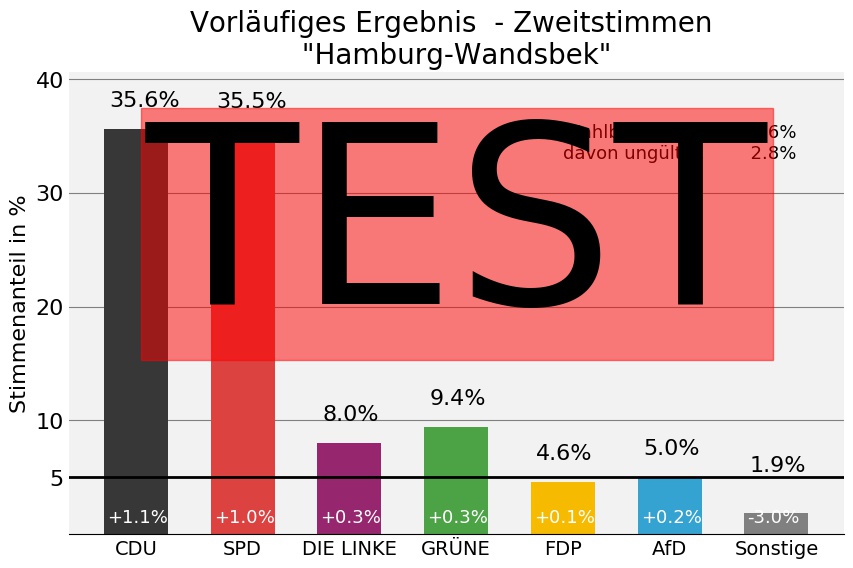 Vorläufiges Ergebnis - Zweitstimmen
"Hamburg-Wandsbek"
Stimmenanteil in %
40
30
20
10
5
35.6%
35.5%
8.0%
9.4%
4.6%
5.0%
1.9%
TEST
davon
2.8%
+1.1%
+1.0%
+0.3%
+0.3%
+0.1%
+0.2%
-3.0%
CDU
SPD
DIE LINKE
GRÜNE
FDP
AfD
Sonstige